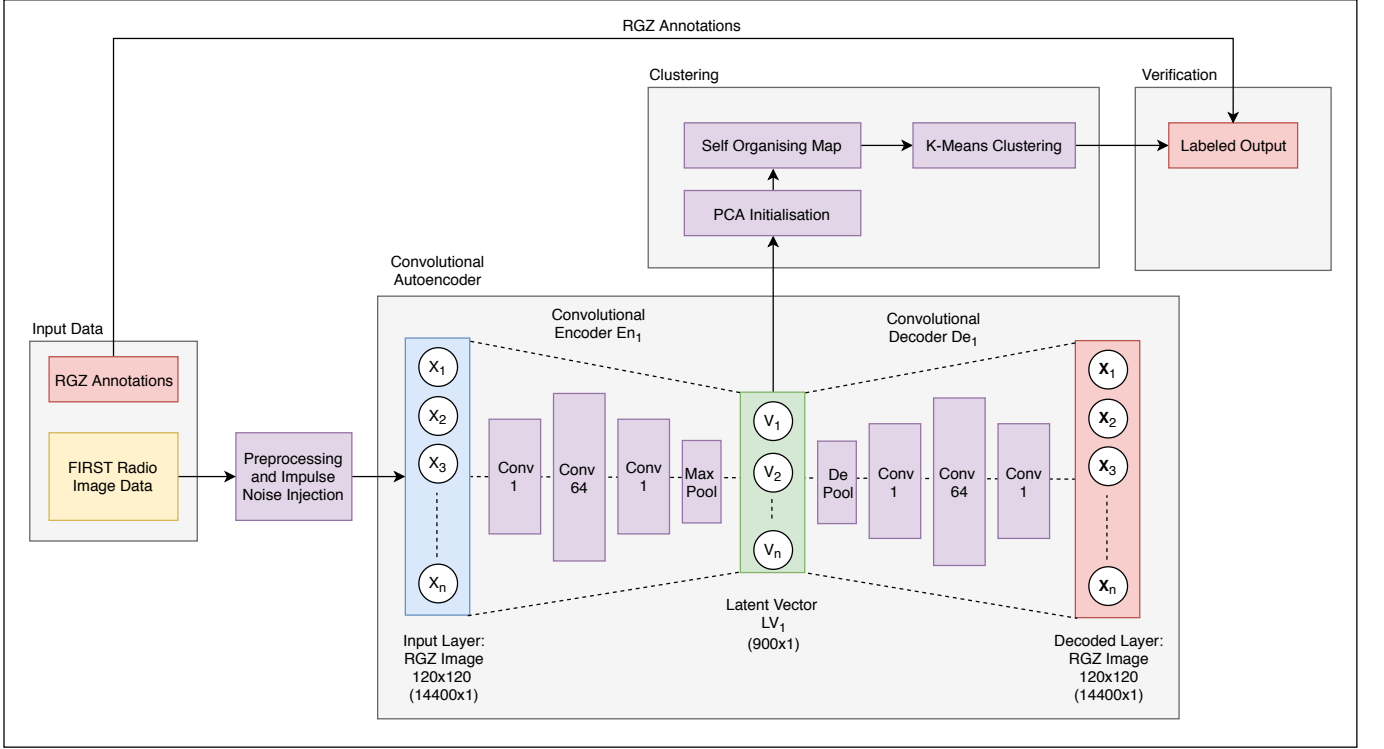 RGZ Annotations
Clustering
Verification
Self Organising Map
K-Means Clustering
Labeled Output
PCA Initialisation
Convolutional
Autoencoder
Input Data
RGZ Annotations
FIRST Radio
Image Data
Preprocessing
and Impulse
Noise Injection
Convolutional
Encoder En1
Convolutional
Decoder De1
X1
X2
X3
Xn
Conv
1
Conv
64
Conv
1
Max
Pool
V1
V2
Vn
De
Pool
Conv
1
Conv
64
Conv
1
X1
X2
X3
Xn
Input Layer:
RGZ Image
120x120
(14400x1)
Latent Vector
LV1
(900x1)
Decoded Layer:
RGZ Image
120x120
(14400x1)